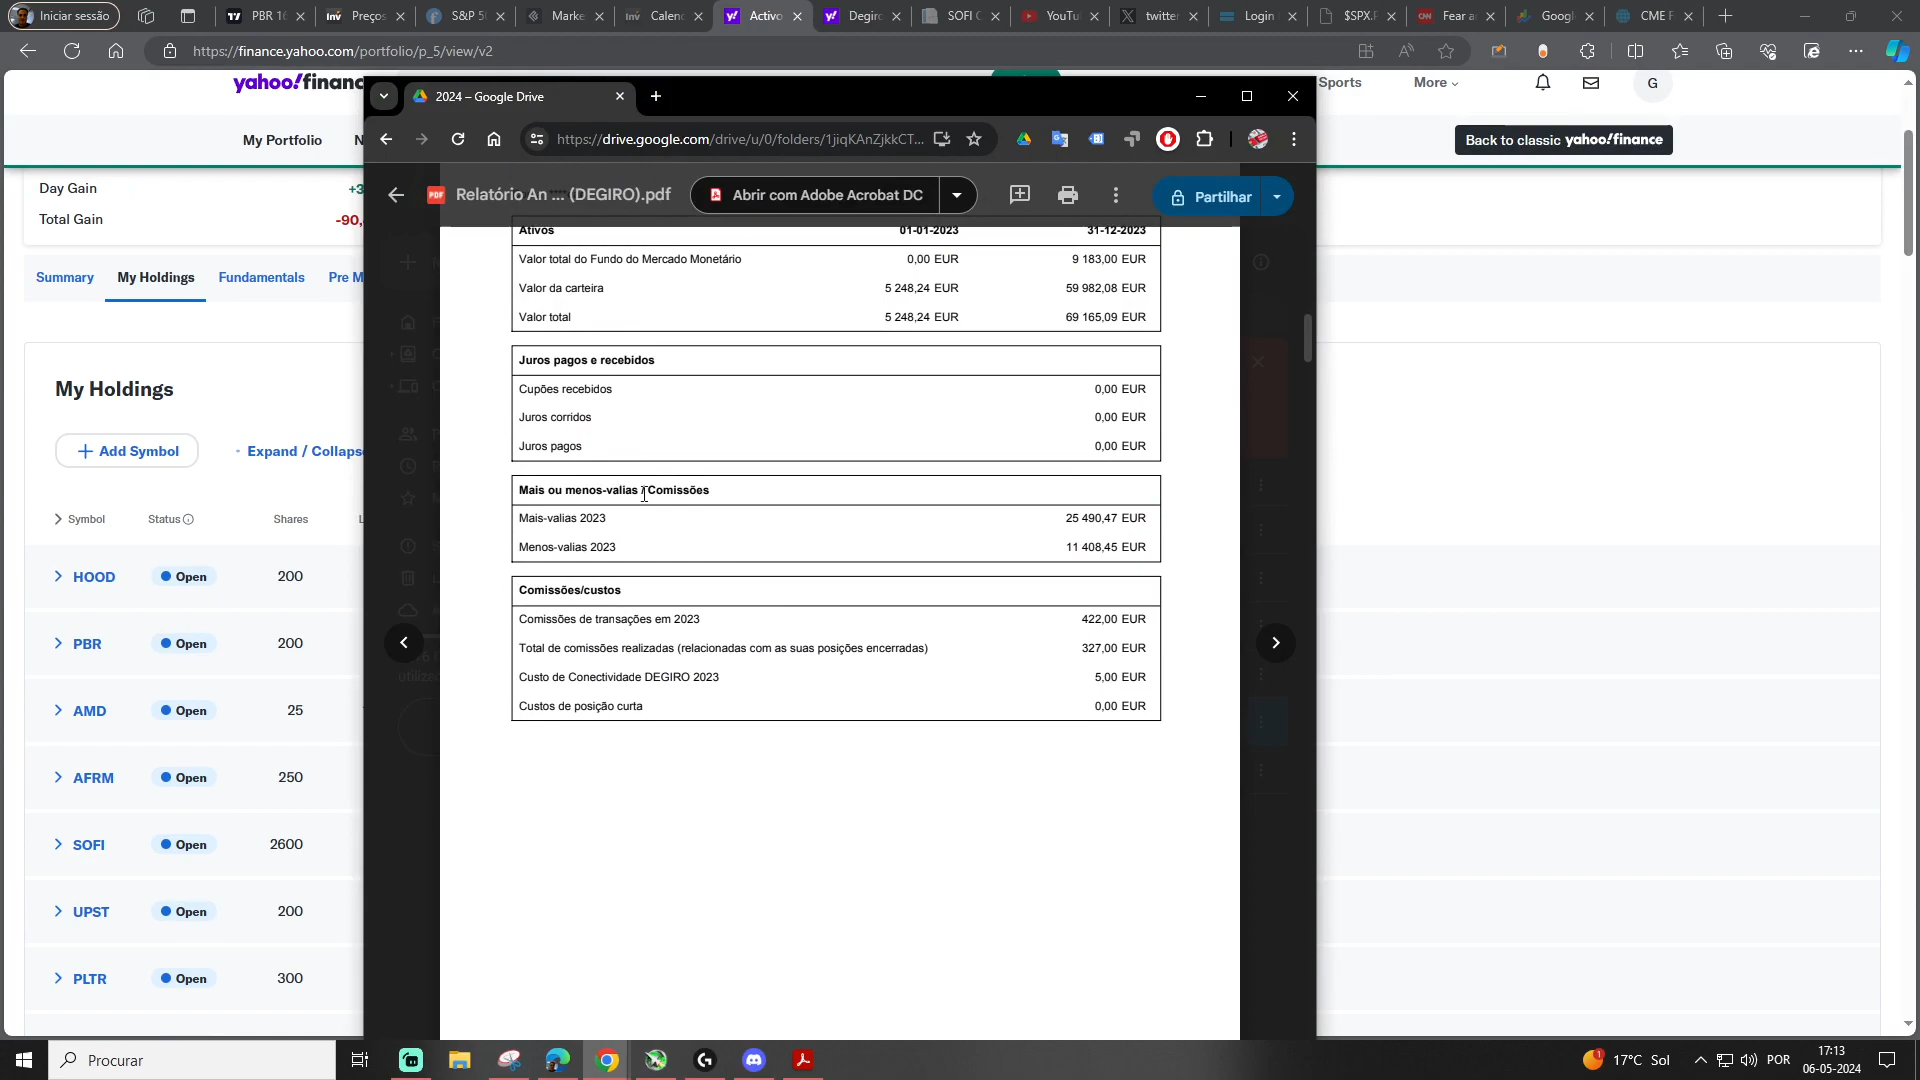 Iniciar sessão
PBR 16
Preços
S&P 5
Marke
Calenc
Activo
Degiro
SOFI C
YouTu
twitter
Login
$SPX.F
Fear a
Googl
CME F
https://finance.yahoo.com/portfolio/p_5/view/v2
yahoo!financ
Sports
More
G
My Portfolio
N
Back to classic yahoo!finance
Day Gain
+3
Total Gain
-90,
Summary
My Holdings
Fundamentals
Pre M
My Holdings
Add Symbol
Expand / Collapse
Symbol
Status
Shares
L
HOOD
Open
200
PBR
Open
200
AMD
Open
25
AFRM
Open
250
SOFI
Open
2600
UPST
Open
200
PLTR
Open
300
2024 – Google Drive
https://drive.google.com/drive/u/0/folders/1jiqKAnZjkkCT...
PDF
Relatório An ... (DEGIRO).pdf
Abrir com Adobe Acrobat DC
Partilhar
Ativos 01-01-2023 31-12-2023
Valor total do Fundo do Mercado Monetário 0,00 EUR 9 183,00 EUR
Valor da carteira 5 248,24 EUR 59 982,08 EUR
Valor total 5 248,24 EUR 69 165,09 EUR
Juros pagos e recebidos
Cupões recebidos 0,00 EUR
Juros corridos 0,00 EUR
Juros pagos 0,00 EUR
Mais ou menos-valias / Comissões
Mais-valias 2023 25 490,47 EUR
Menos-valias 2023 11 408,45 EUR
Comissões/custos
Comissões de transações em 2023 422,00 EUR
Total de comissões realizadas (relacionadas com as suas posições encerradas) 327,00 EUR
Custo de Conectividade DEGIRO 2023 5,00 EUR
Custos de posição curta 0,00 EUR
Procurar
1
17°C Sol
POR
17:13
06-05-2024